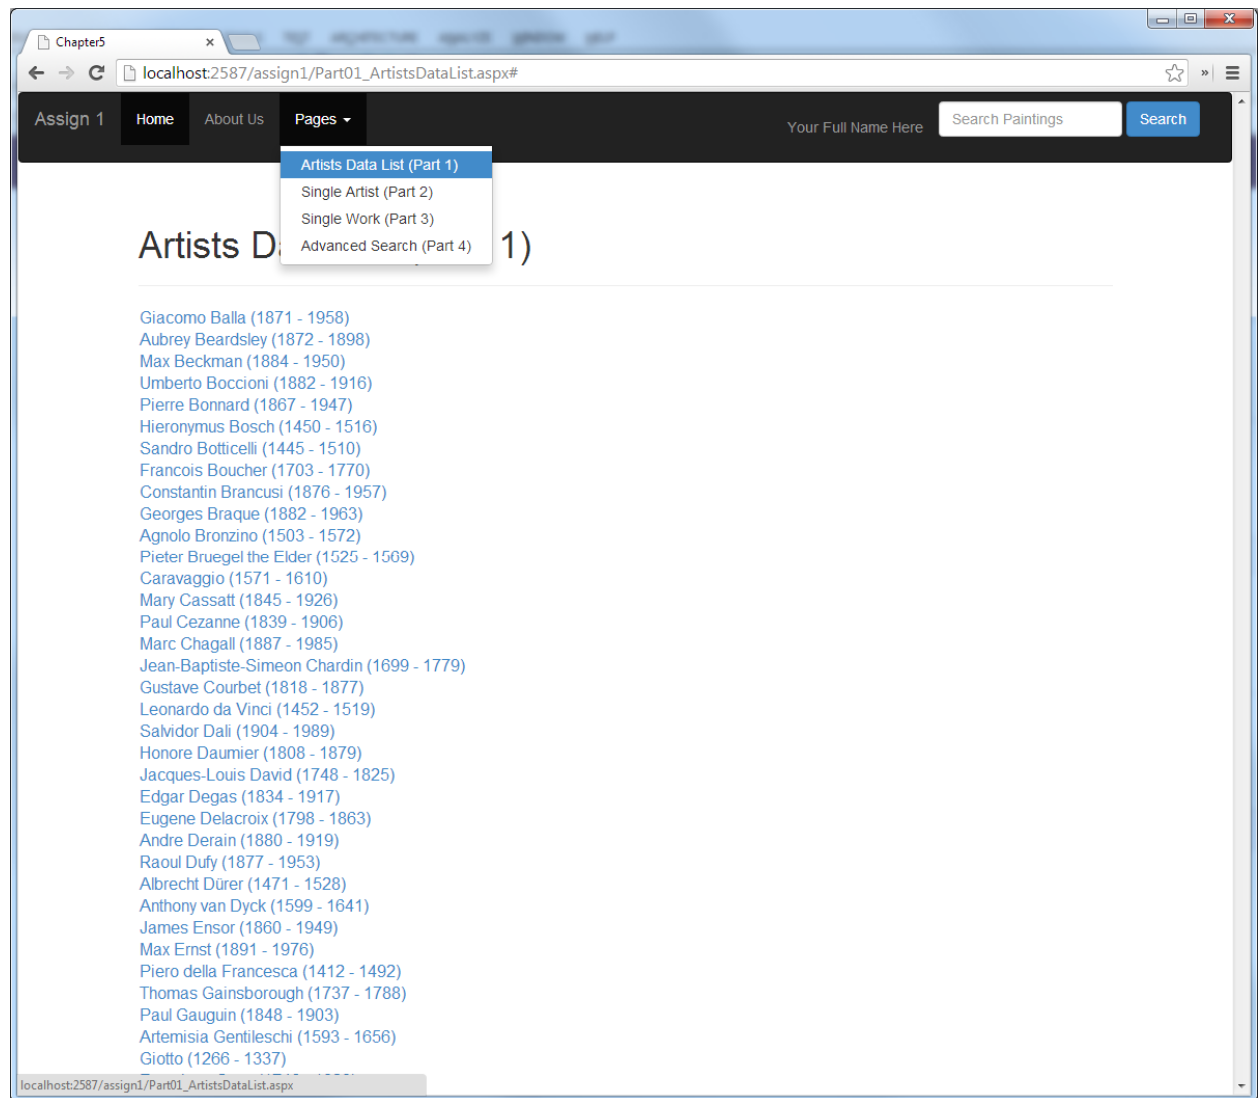 Chapter5
localhost:2587/assign1/Part01_ArtistsDataList.aspx#
Assign 1 Home About Us Pages Your Full Name Here Search Paintings Search
Artists Data List (Part 1)
Single Artist (Part 2)
Single Work (Part 3)
Advanced Search (Part 4)
Artists D 1)
Giacomo Balla (1871 - 1958)
Aubrey Beardsley (1872 - 1898)
Max Beckman (1884 - 1950)
Umberto Boccioni (1882 - 1916)
Pierre Bonnard (1867 - 1947)
Hieronymus Bosch (1450 - 1516)
Sandro Botticelli (1445 - 1510)
Francois Boucher (1703 - 1770)
Constantin Brancusi (1876 - 1957)
Georges Braque (1882 - 1963)
Agnolo Bronzino (1503 - 1572)
Pieter Bruegel the Elder (1525 - 1569)
Caravaggio (1571 - 1610)
Mary Cassatt (1845 - 1926)
Paul Cezanne (1839 - 1906)
Marc Chagall (1887 - 1985)
Jean-Baptiste-Simeon Chardin (1699 - 1779)
Gustave Courbet (1818 - 1877)
Leonardo da Vinci (1452 - 1519)
Salvidor Dali (1904 - 1989)
Honore Daumier (1808 - 1879)
Jacques-Louis David (1748 - 1825)
Edgar Degas (1834 - 1917)
Eugene Delacroix (1798 - 1863)
Andre Derain (1880 - 1919)
Raoul Dufy (1877 - 1953)
Albrecht Dürer (1471 - 1528)
Anthony van Dyck (1599 - 1641)
James Ensor (1860 - 1949)
Max Ernst (1891 - 1976)
Piero della Francesca (1412 - 1492)
Thomas Gainsborough (1737 - 1788)
Paul Gauguin (1848 - 1903)
Artemisia Gentileschi (1593 - 1656)
Giotto (1266 - 1337)
localhost:2587/assign1/Part01_ArtistsDataList.aspx